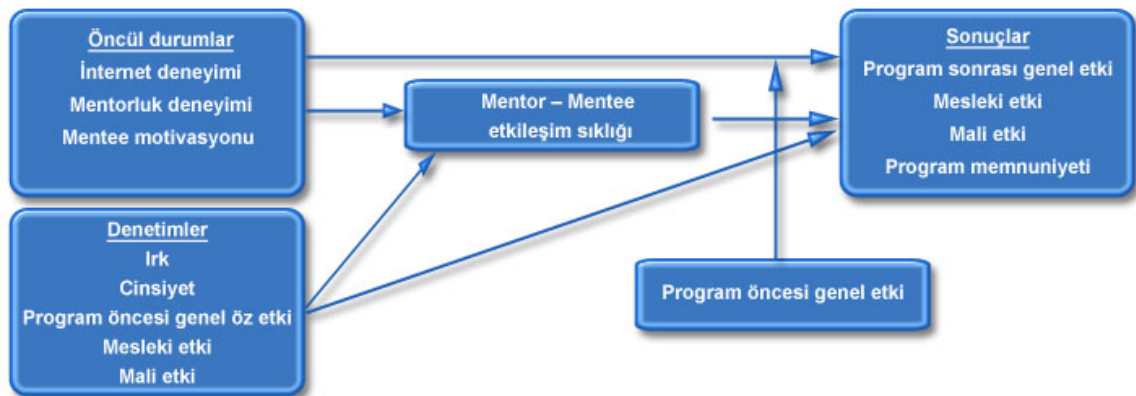 Öncül durumlar
İnternet deneyimi
Mentorluk deneyimi
Mentee motivasyonu
Denetimler
Irk
Cinsiyet
Program öncesi genel öz etki
Mesleki etki
Mali etki
Mentor – Mentee
etkileşim sıklığı
Program öncesi genel etki
Sonuçlar
Program sonrası genel etki
Mesleki etki
Mali etki
Program memnuniyeti